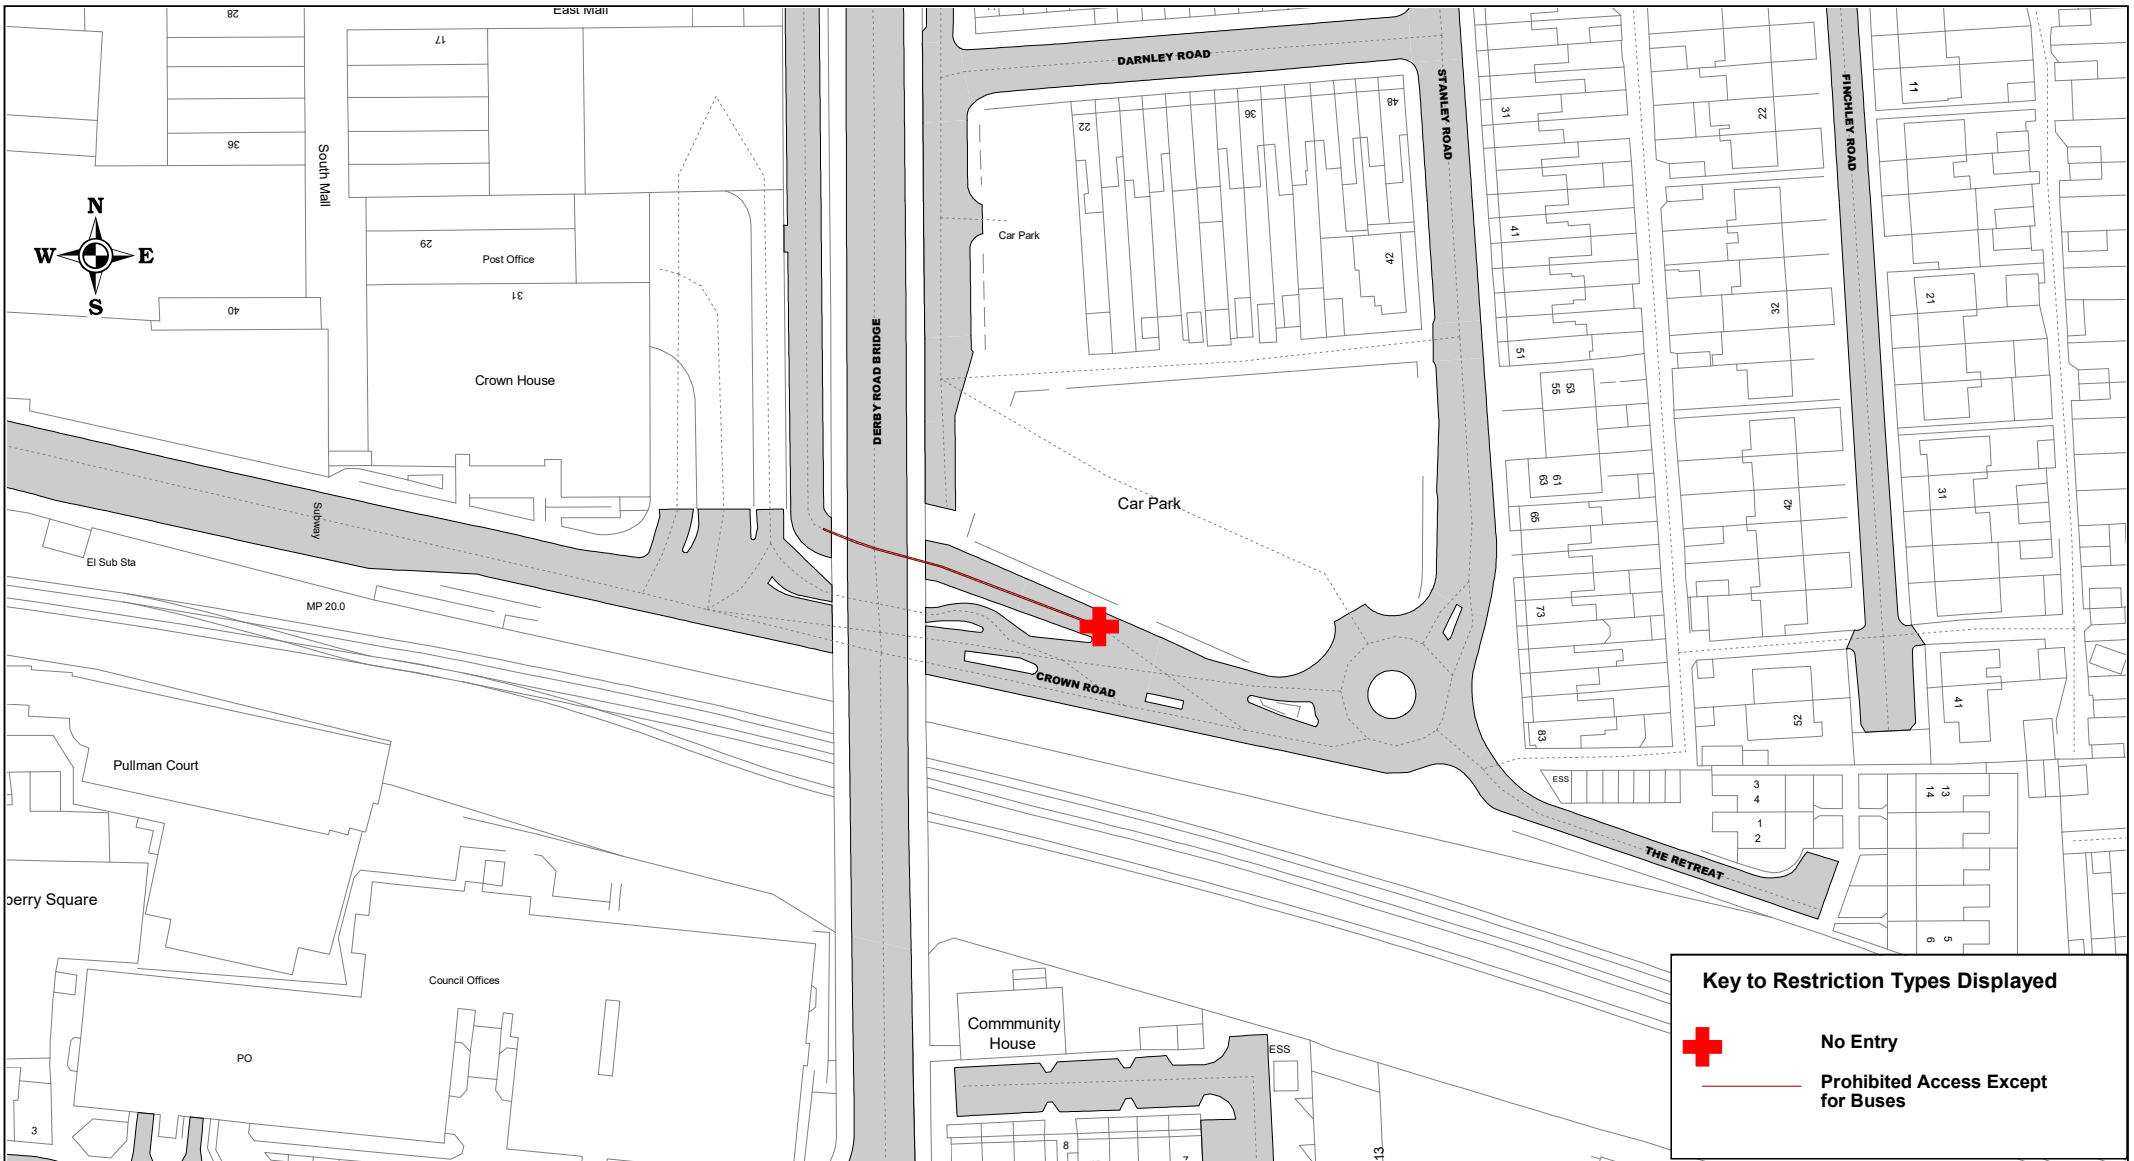 28
East Mall
17
DARNLEY ROAD
STANLEY ROAD
FINCHLEY ROAD
11
36
South Mall
22
36
48
31
22
N
W E
S
29
Post Office
Car Park
41
42
40
31
21
32
DERBY ROAD BRIDGE
51
Crown House
53
55
61
63
31
42
65
Car Park
Subway
El Sub Sta
MP 20.0
73
CROWN ROAD
41
52
83
Pullman Court
ESS
3
4
1
2
13
14
THE RETREAT
perry Square
5
6
Council Offices
PO
Commmunity
House
ESS
3
8
7
13
Key to Restriction Types Displayed
No Entry
Prohibited Access Except
for Buses